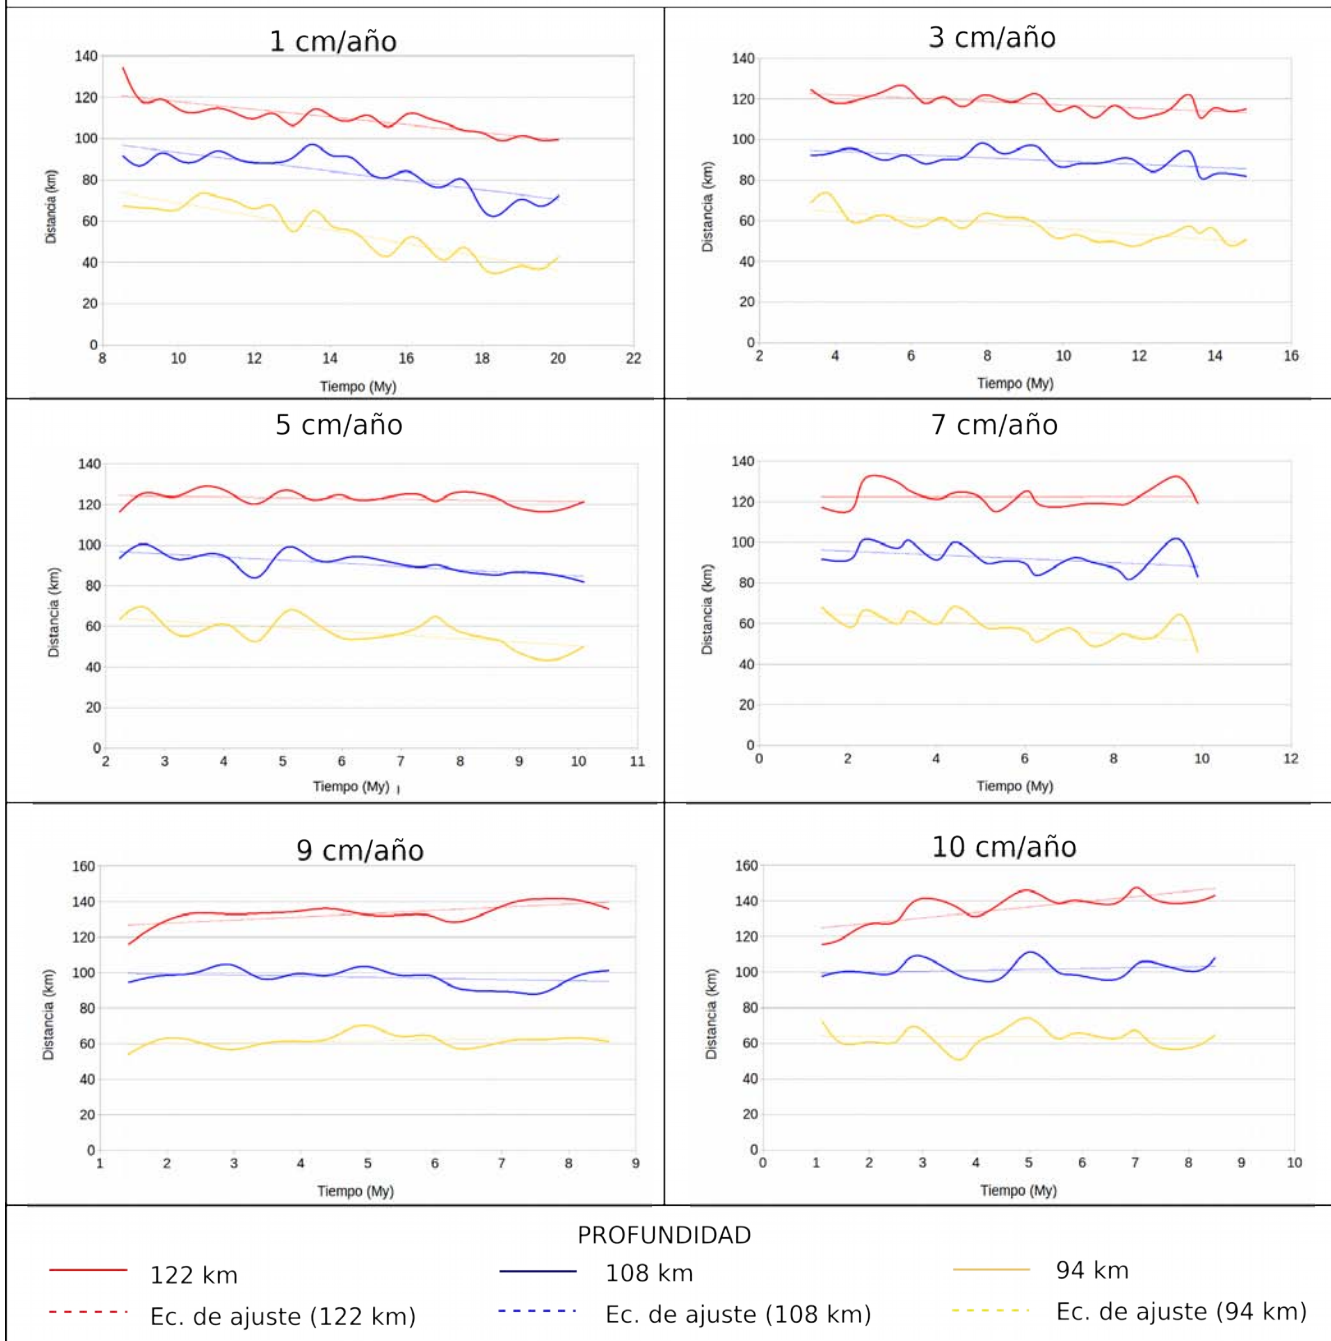 1 cm/año
140
120
100
80
60
40
20
0
8 10 12 14 16 18 20 22
Distancia (km)
Tiempo (My)
3 cm/año
140
120
100
80
60
40
20
0
2 4 6 8 10 12 14 16
Distancia (km)
Tiempo (My)
5 cm/año
140
120
100
80
60
40
20
0
2 3 4 5 6 7 8 9 10 11
Distancia (km)
Tiempo (My)
7 cm/año
140
120
100
80
60
40
20
0
0 2 4 6 8 10 12
Distancia (km)
Tiempo (My)
9 cm/año
160
140
120
100
80
60
40
20
0
1 2 3 4 5 6 7 8 9
Distancia (km)
Tiempo (My)
10 cm/año
160
140
120
100
80
60
40
20
0
0 1 2 3 4 5 6 7 8 9 10
Distancia (km)
Tiempo (My)
PROFUNDIDAD
122 km 108 km 94 km
Ec. de ajuste (122 km) Ec. de ajuste (108 km) Ec. de ajuste (94 km)